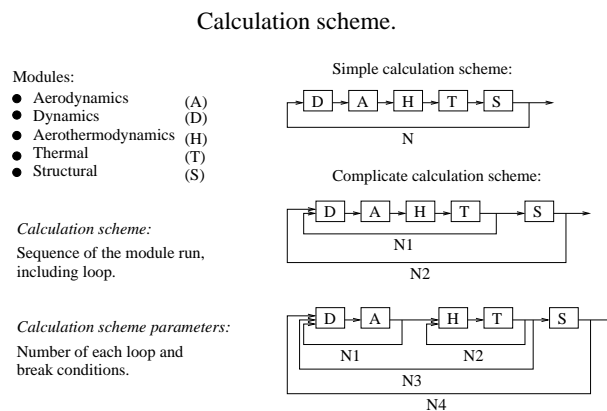 Calculation scheme.
Modules:
Aerodynamics (A)
Dynamics (D)
Aerothermodynamics (H)
Thermal (T)
Structural (S)
Calculation scheme:
Sequence of the module run,
including loop.
Calculation scheme parameters:
Number of each loop and
break conditions.
Simple calculation scheme:
D A H T S
N
Complicate calculation scheme:
D A H T S
N1
N2
D A H T S
N1 N2
N3
N4